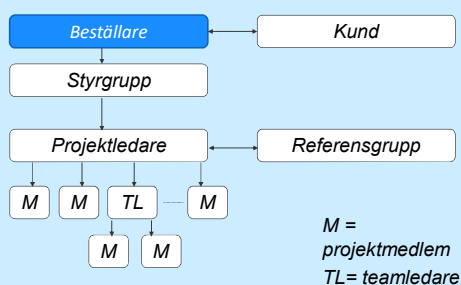 Beställare
Kund
Styrgrupp
Projektledare
Referensgrupp
M
M
TL
M
M
M
M =
projektmedlem
TL= teamledare